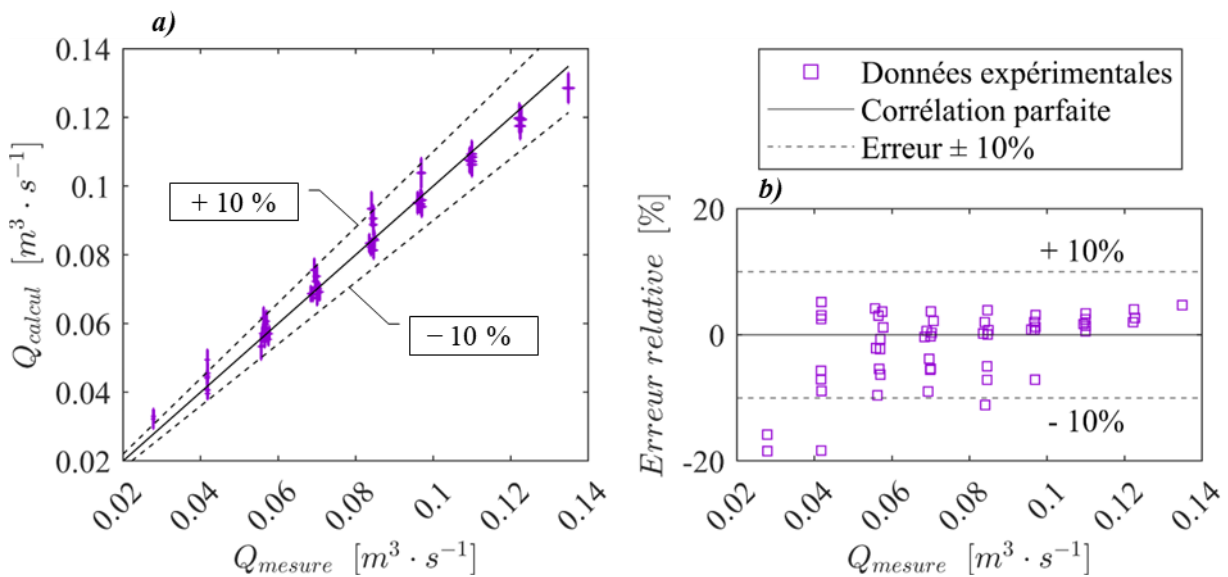 a)
0.14
0.12
0.1
0.08
0.06
0.04
0.02
Q_calcul [m³ · s⁻¹]
+ 10 %
− 10 %
0.02 0.04 0.06 0.08 0.1 0.12 0.14
Q_mesure [m³ · s⁻¹]
Données expérimentales
Corrélation parfaite
Erreur ± 10%
b)
20
0
-20
Erreur relative [%]
+ 10%
- 10%
0.02 0.04 0.06 0.08 0.1 0.12 0.14
Q_mesure [m³ · s⁻¹]